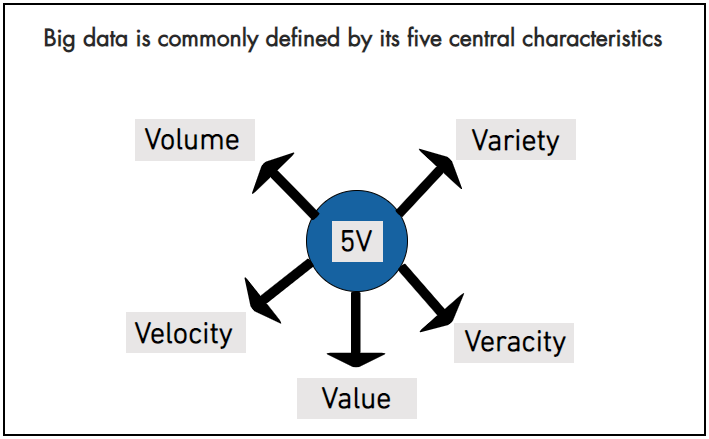 Big data is commonly defined by its five central characteristics
Volume
Variety
5V
Velocity
Veracity
Value